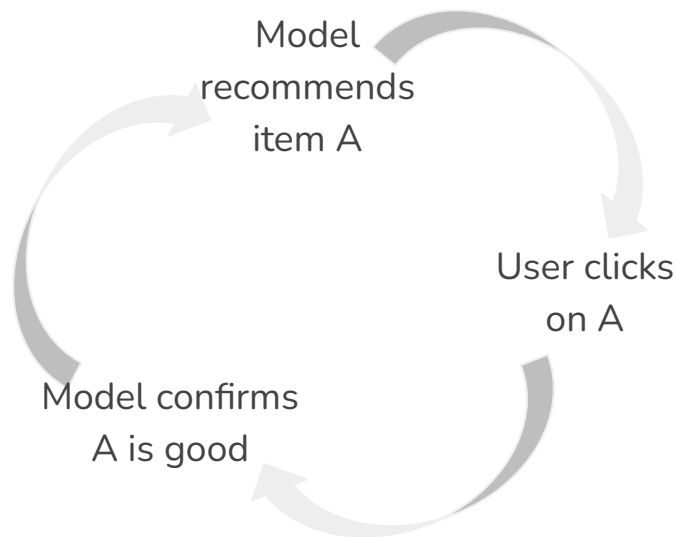 Model
recommends
item A
User clicks
on A
Model confirms
A is good